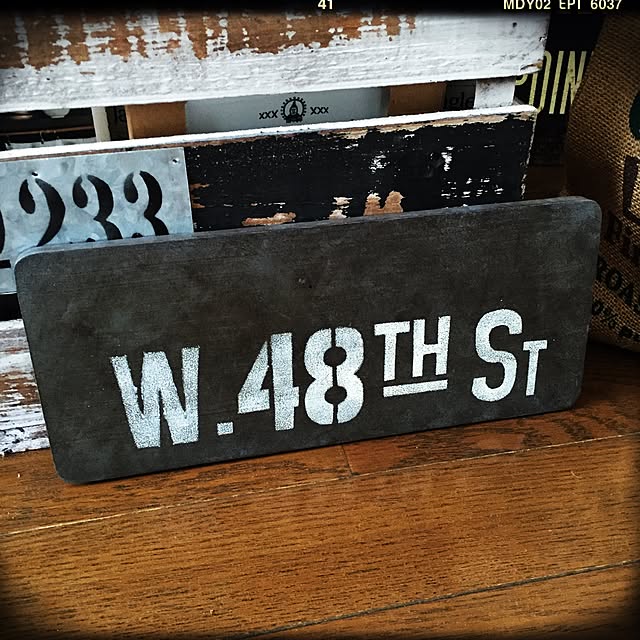 41 MDY02 EPT 6037
xxx xxx
233
W. 48TH ST